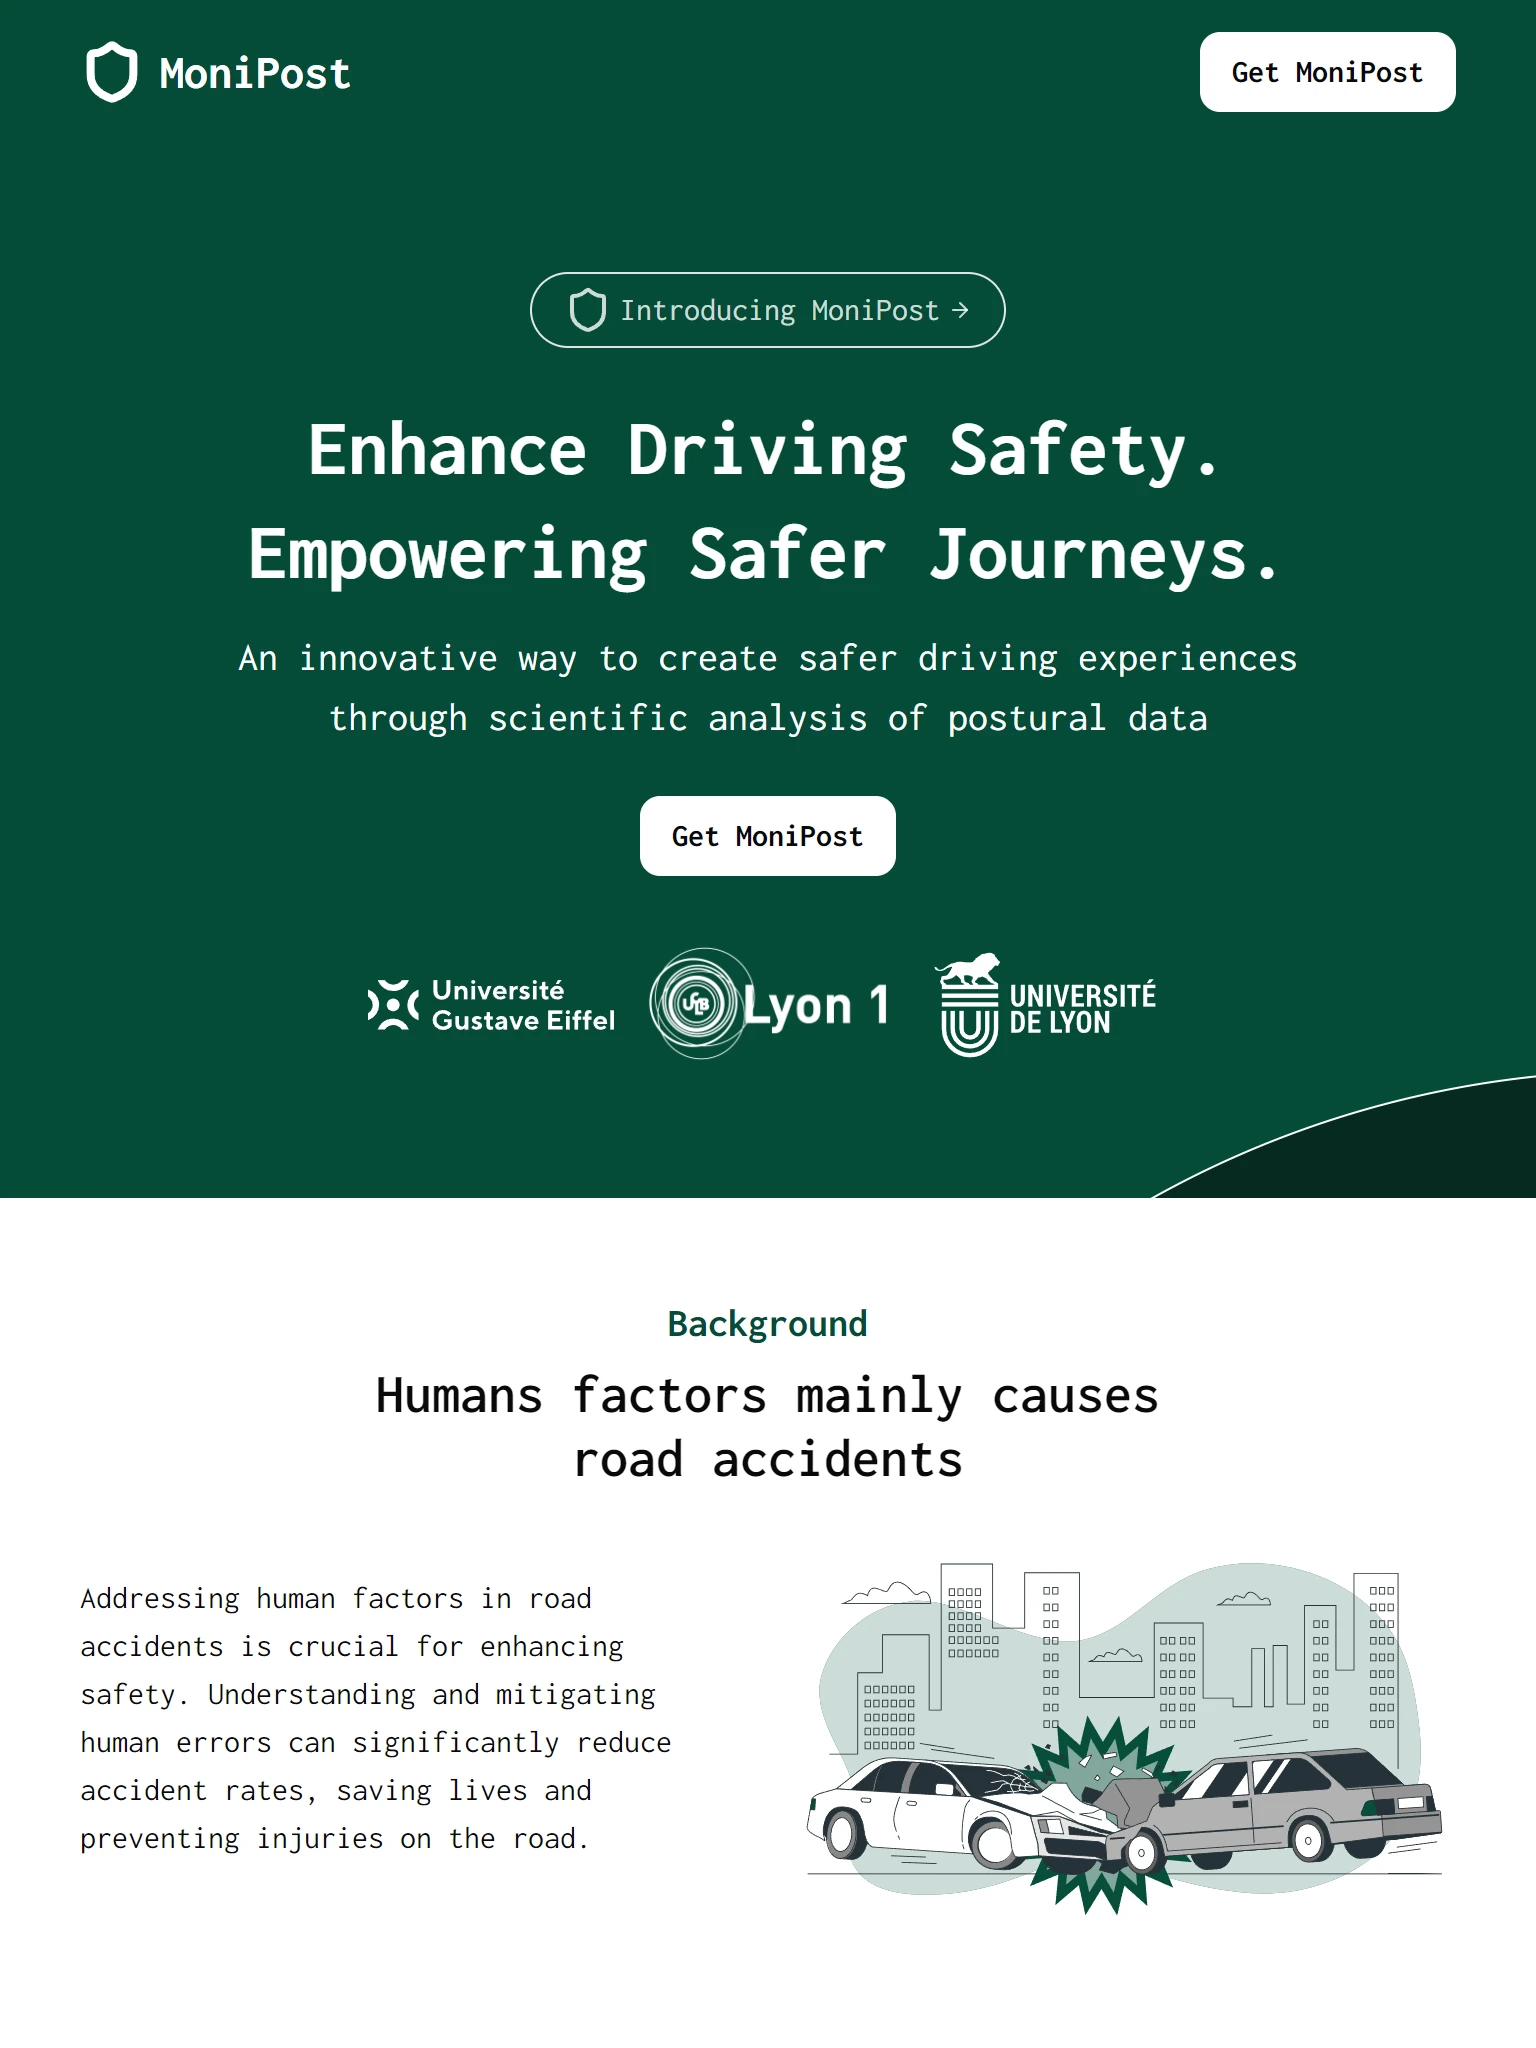 MoniPost
Get MoniPost
Introducing MoniPost →
Enhance Driving Safety.
Empowering Safer Journeys.
An innovative way to create safer driving experiences
through scientific analysis of postural data
Get MoniPost
Université
Gustave Eiffel
UCLB
Lyon 1
UNIVERSITÉ
DE LYON
Background
Humans factors mainly causes
road accidents
Addressing human factors in road
accidents is crucial for enhancing
safety. Understanding and mitigating
human errors can significantly reduce
accident rates, saving lives and
preventing injuries on the road.